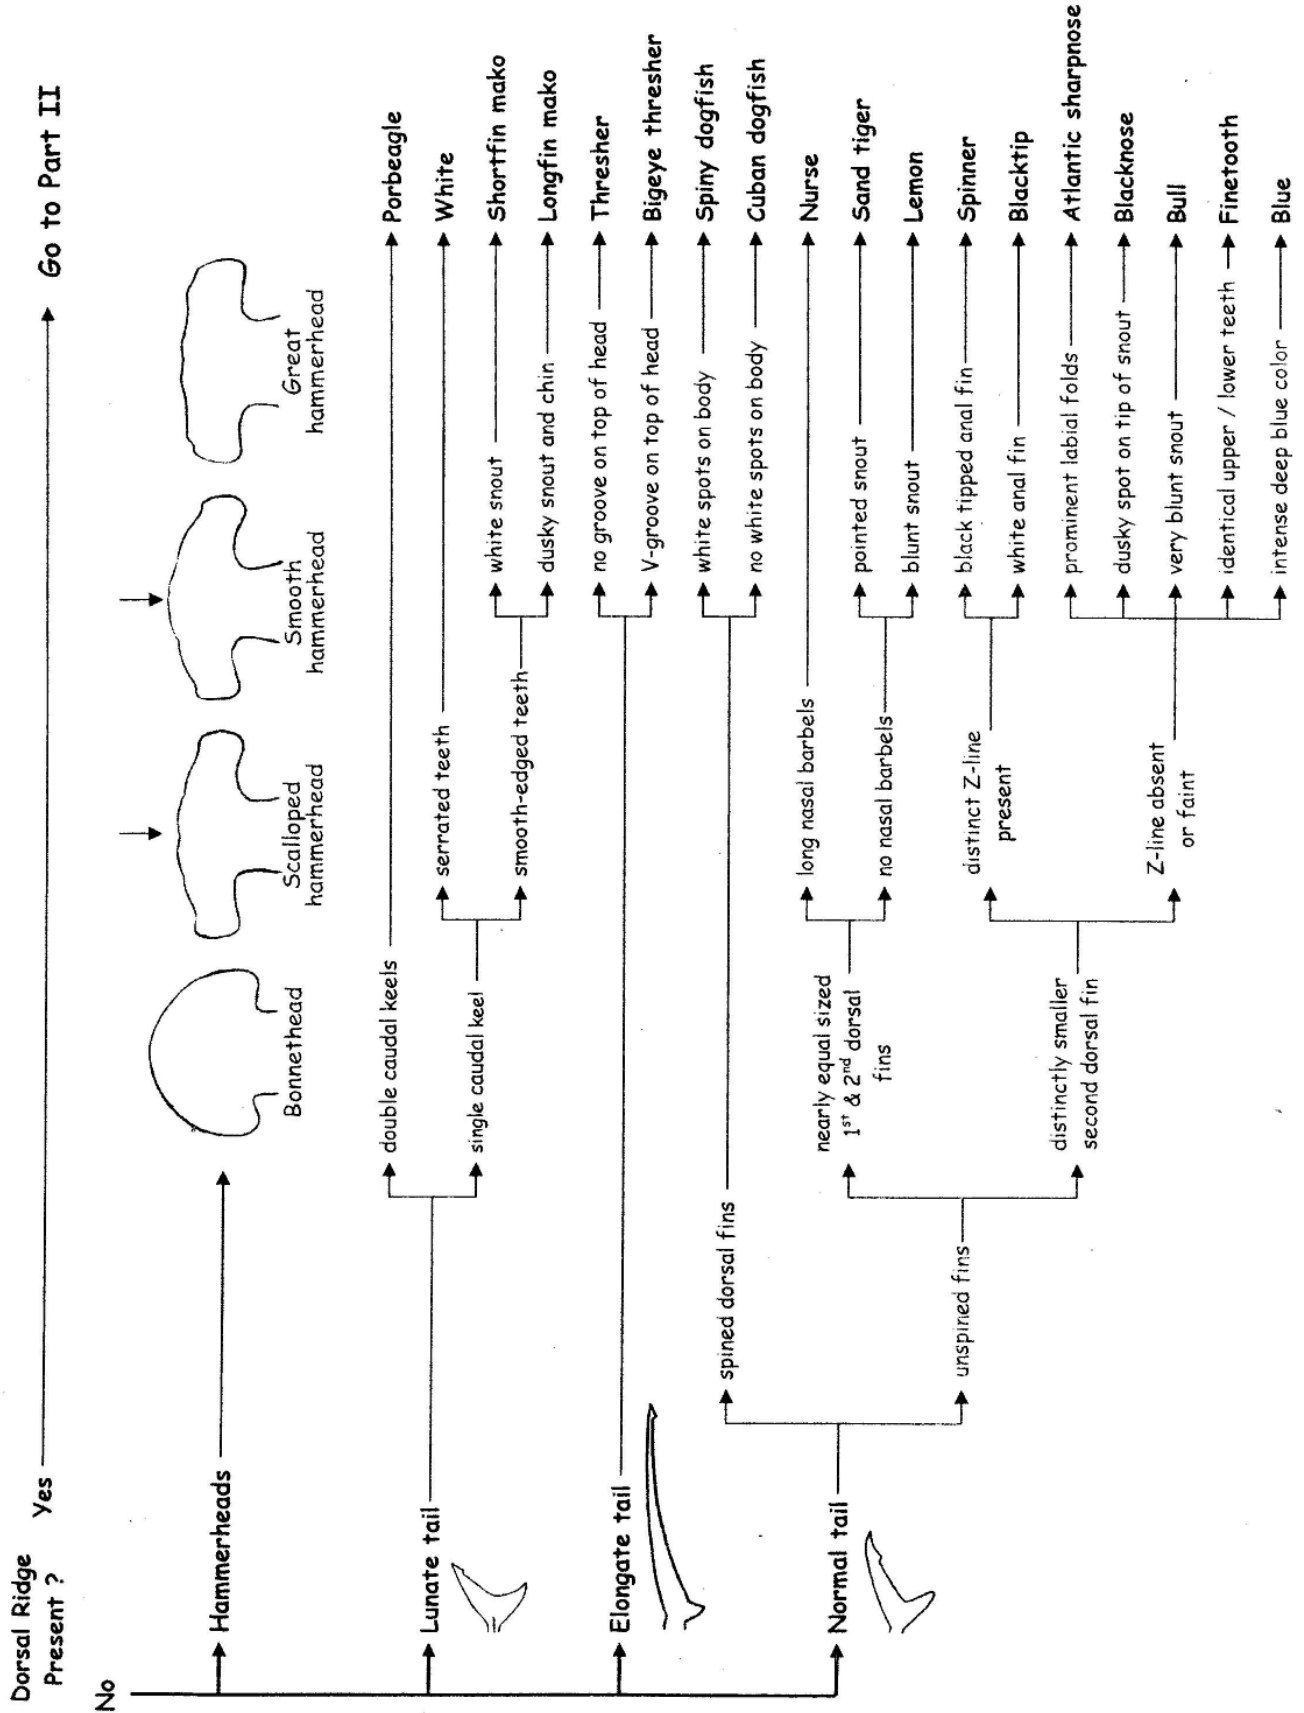 Dorsal Ridge
Present ?
Yes
Go to Part II
No
Hammerheads
Bonnethead
Scalloped
hammerhead
Smooth
hammerhead
Great
hammerhead
Lunate tail
double caudal keels
Porbeagle
single caudal keel
serrated teeth
White
smooth-edged teeth
white snout
Shortfin mako
dusky snout and chin
Longfin mako
Elongate tail
no groove on top of head
Thresher
V-groove on top of head
Bigeye thresher
Normal tail
spined dorsal fins
white spots on body
Spiny dogfish
no white spots on body
Cuban dogfish
unspined fins
nearly equal sized
1st & 2nd dorsal
fins
long nasal barbels
Nurse
no nasal barbels
pointed snout
Sand tiger
blunt snout
Lemon
distinctly smaller
second dorsal fin
distinct Z-line
present
black tipped anal fin
Spinner
white anal fin
Blacktip
Z-line absent
or faint
prominent labial folds
Atlantic sharpnose
dusky spot on tip of snout
Blacknose
very blunt snout
Bull
identical upper / lower teeth
Finetooth
intense deep blue color
Blue